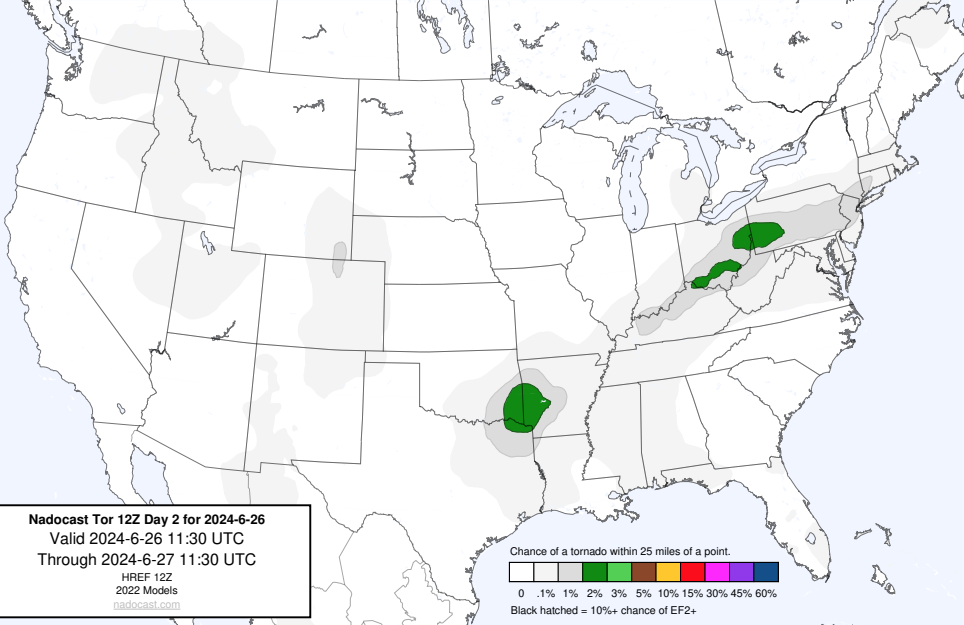 Nadocast Tor 12Z Day 2 for 2024-6-26
Valid 2024-6-26 11:30 UTC
Through 2024-6-27 11:30 UTC
HREF 12Z
2022 Models
nadocast.com
Chance of a tornado within 25 miles of a point.
0 .1% 1% 2% 3% 5% 10% 15% 30% 45% 60%
Black hatched = 10%+ chance of EF2+